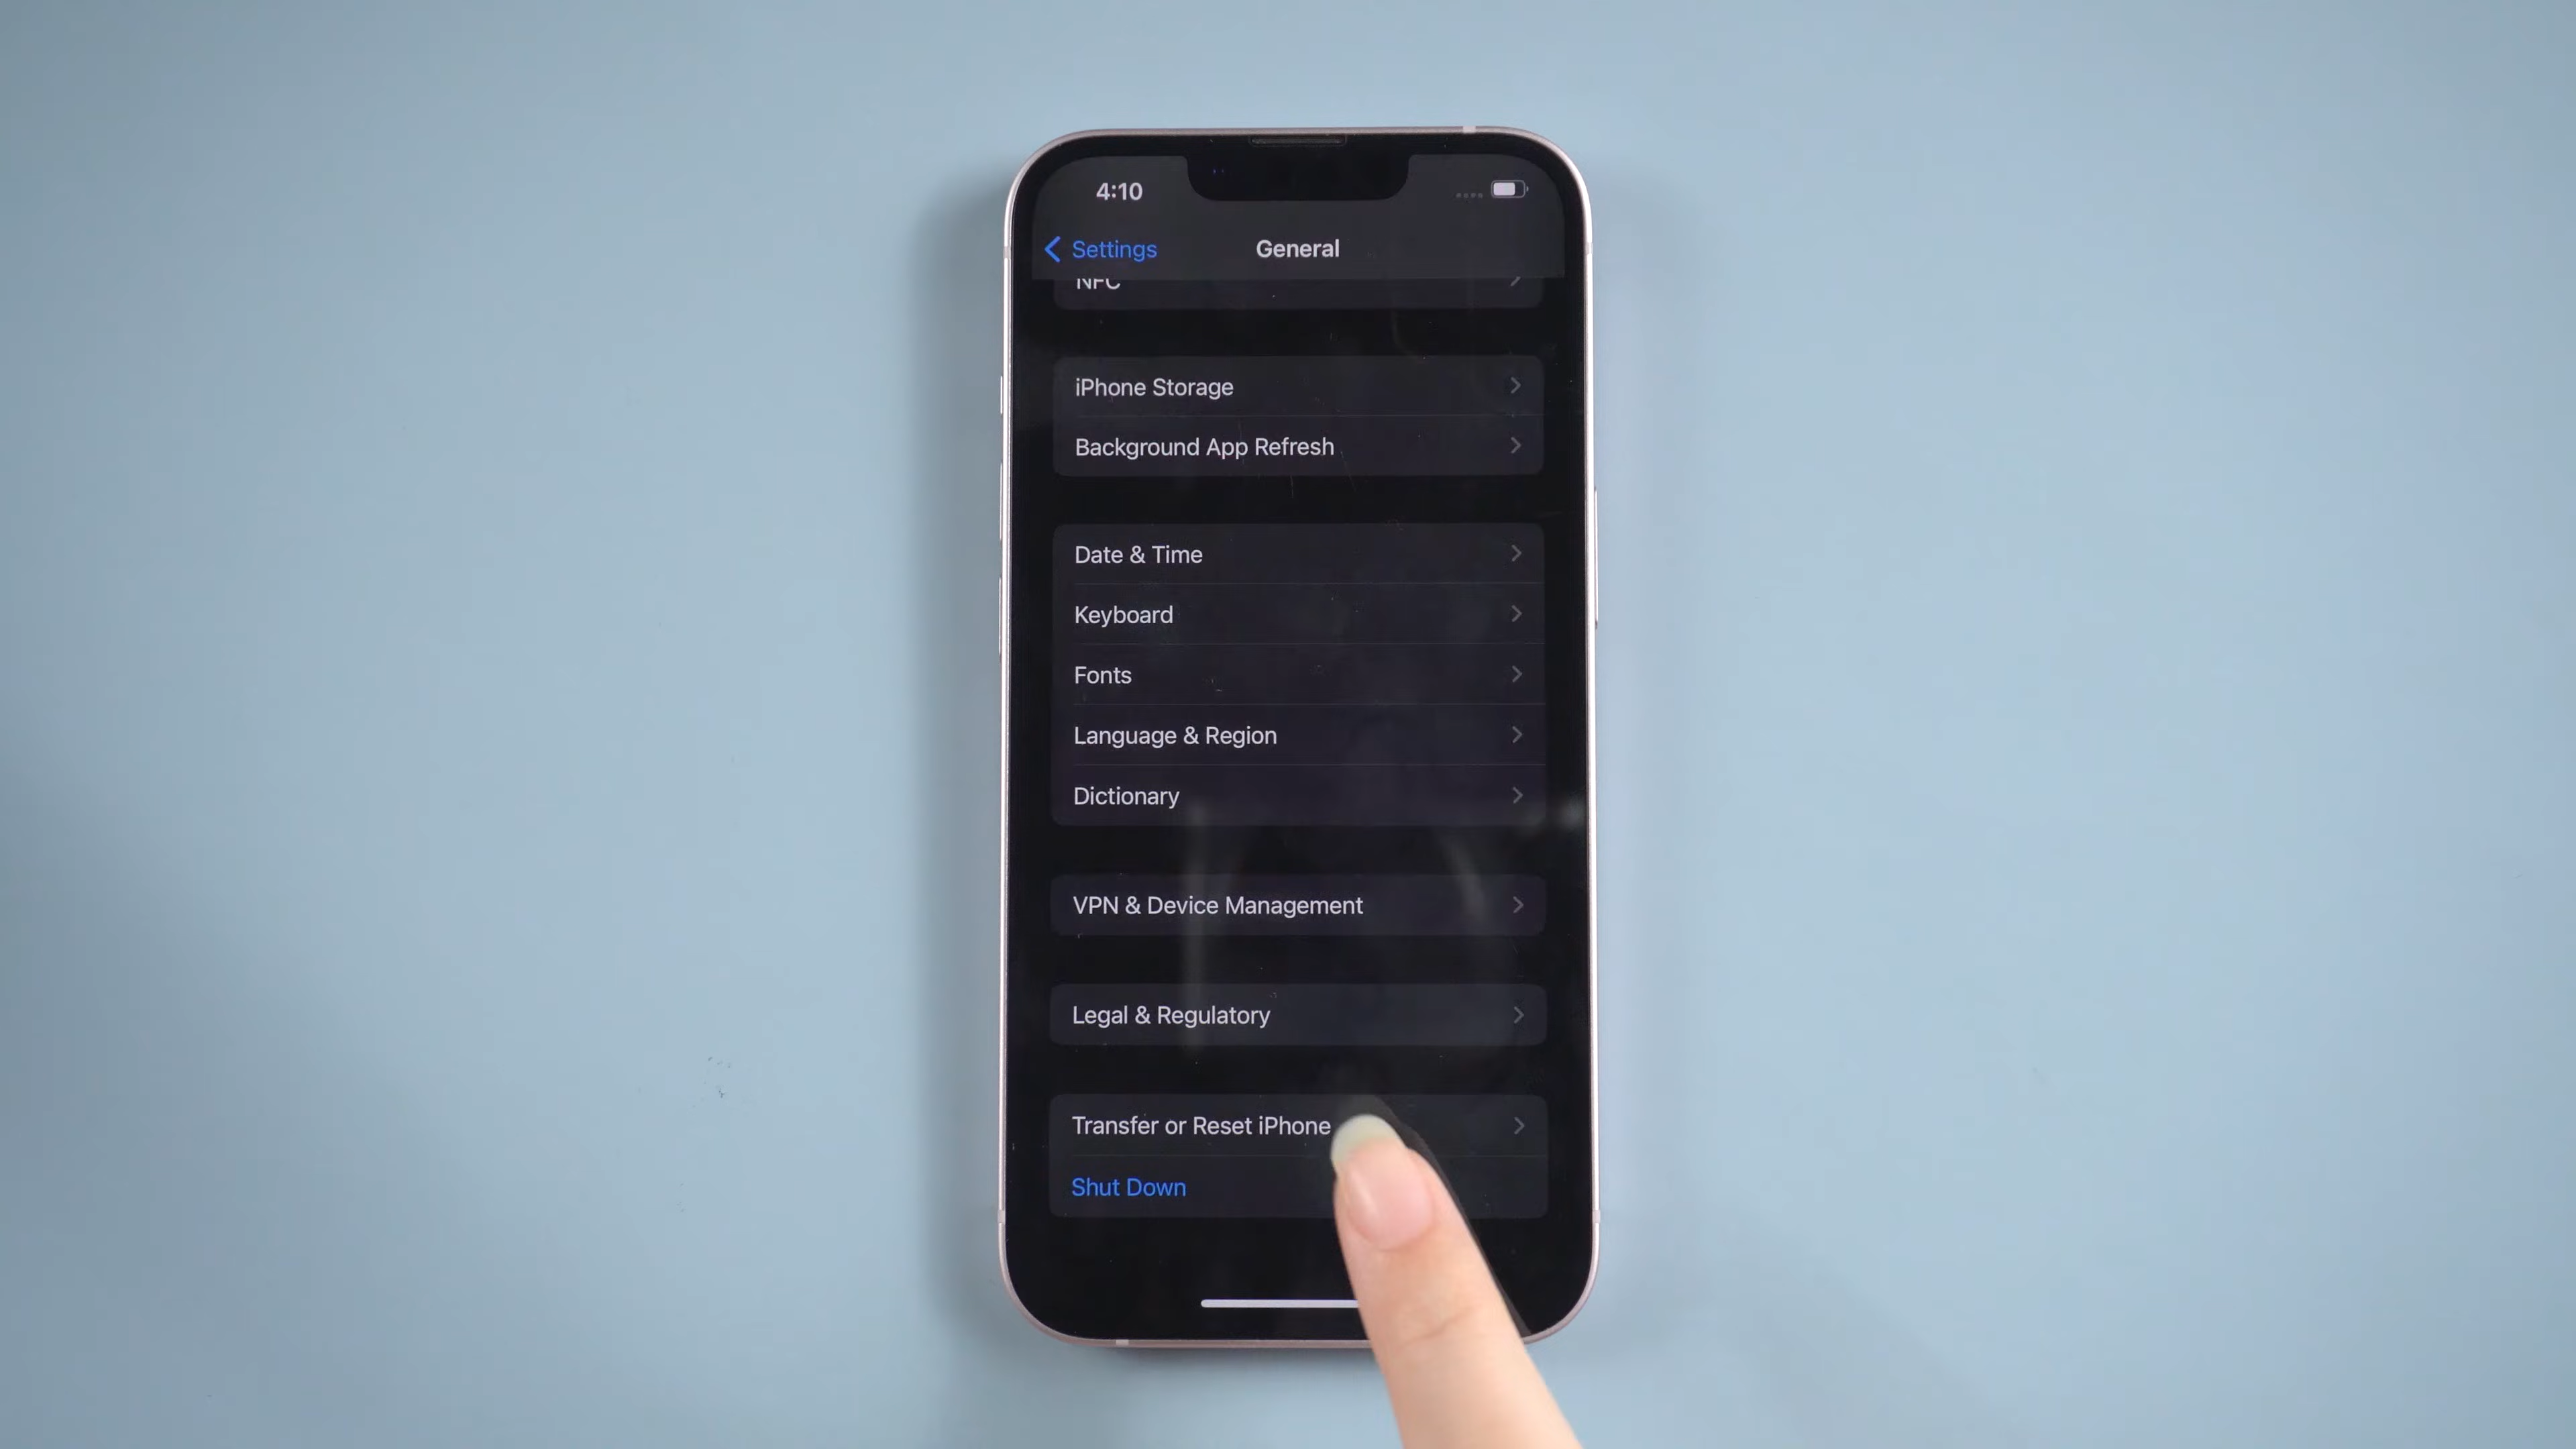 4:10
Settings
General
NFC
iPhone Storage
Background App Refresh
Date & Time
Keyboard
Fonts
Language & Region
Dictionary
VPN & Device Management
Legal & Regulatory
Transfer or Reset iPhone
Shut Down